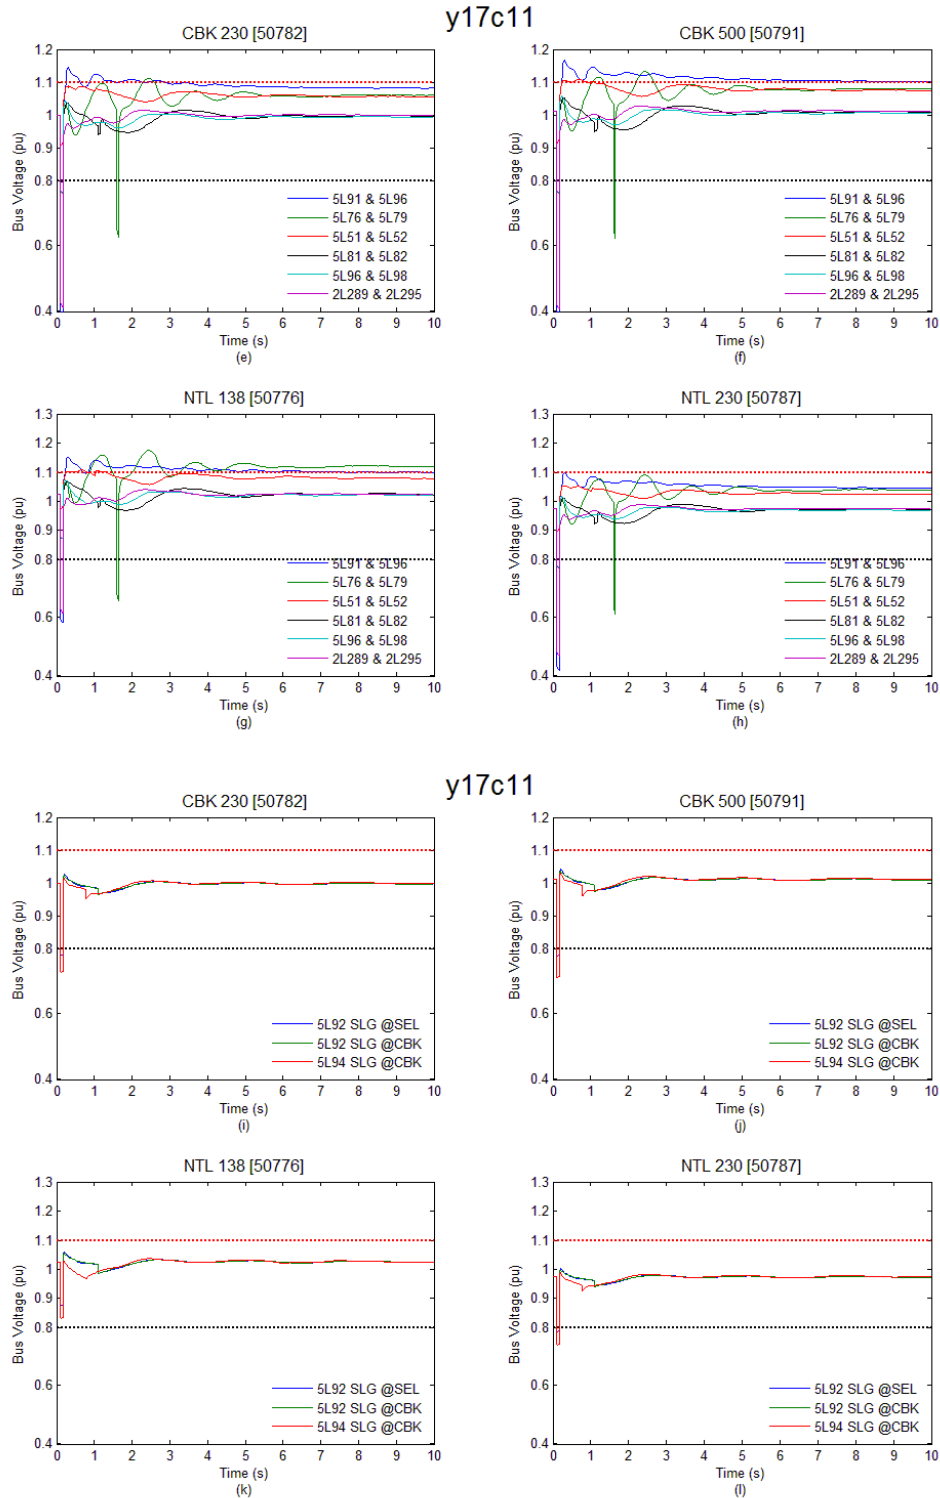 y17c11
CBK 230 [50782]
1.2
1.1
1
0.8
0.6
0.4
Bus Voltage (pu)
5L91 & 5L96
5L76 & 5L79
5L51 & 5L52
5L81 & 5L82
5L96 & 5L98
2L289 & 2L295
0 1 2 3 4 5 6 7 8 9 10
Time (s)
(e)
CBK 500 [50791]
1.2
1.1
1
0.8
0.6
0.4
Bus Voltage (pu)
5L91 & 5L96
5L76 & 5L79
5L51 & 5L52
5L81 & 5L82
5L96 & 5L98
2L289 & 2L295
0 1 2 3 4 5 6 7 8 9 10
Time (s)
(f)
NTL 138 [50776]
1.3
1.2
1.1
1
0.9
0.8
0.6
0.4
Bus Voltage (pu)
5L91 & 5L96
5L76 & 5L79
5L51 & 5L52
5L81 & 5L82
5L96 & 5L98
2L289 & 2L295
0 1 2 3 4 5 6 7 8 9 10
Time (s)
(g)
NTL 230 [50787]
1.3
1.2
1.1
1
0.9
0.8
0.6
0.4
Bus Voltage (pu)
5L91 & 5L96
5L76 & 5L79
5L51 & 5L52
5L81 & 5L82
5L96 & 5L98
2L289 & 2L295
0 1 2 3 4 5 6 7 8 9 10
Time (s)
(h)
y17c11
CBK 230 [50782]
1.2
1.1
1
0.8
0.6
0.4
Bus Voltage (pu)
5L92 SLG @SEL
5L92 SLG @CBK
5L94 SLG @CBK
0 1 2 3 4 5 6 7 8 9 10
Time (s)
(i)
CBK 500 [50791]
1.2
1.1
1
0.8
0.6
0.4
Bus Voltage (pu)
5L92 SLG @SEL
5L92 SLG @CBK
5L94 SLG @CBK
0 1 2 3 4 5 6 7 8 9 10
Time (s)
(j)
NTL 138 [50776]
1.3
1.2
1.1
1
0.9
0.8
0.6
0.4
Bus Voltage (pu)
5L92 SLG @SEL
5L92 SLG @CBK
5L94 SLG @CBK
0 1 2 3 4 5 6 7 8 9 10
Time (s)
(k)
NTL 230 [50787]
1.3
1.2
1.1
1
0.9
0.8
0.6
0.4
Bus Voltage (pu)
5L92 SLG @SEL
5L92 SLG @CBK
5L94 SLG @CBK
0 1 2 3 4 5 6 7 8 9 10
Time (s)
(l)